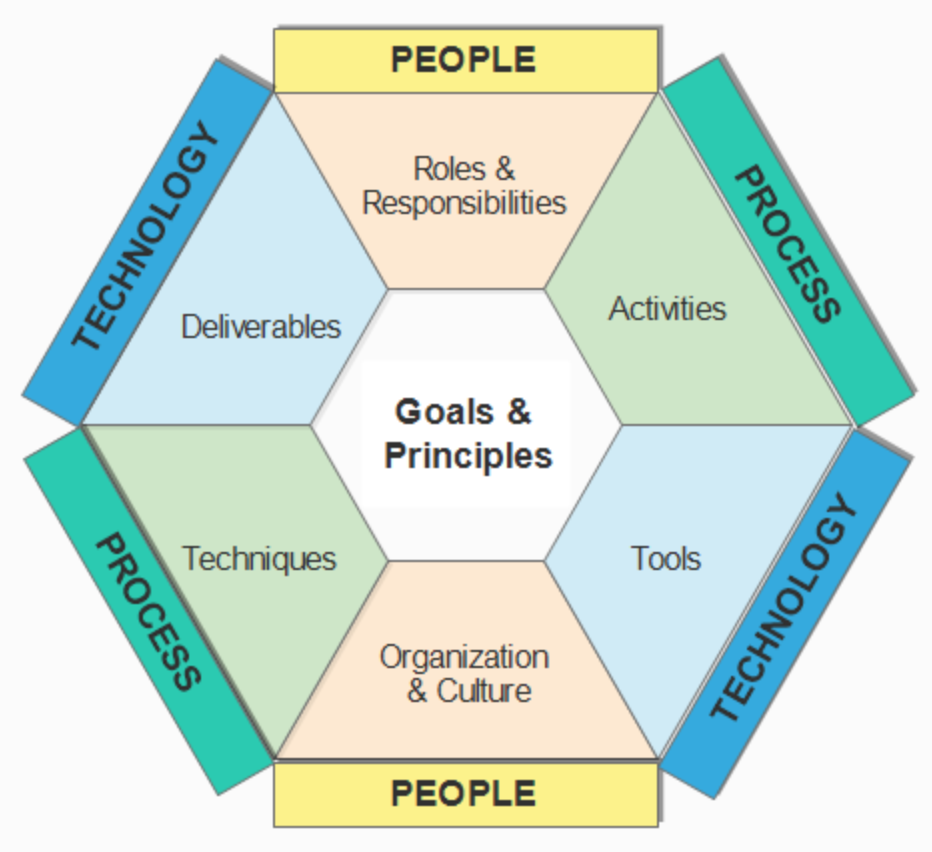 PEOPLE
Roles &
Responsibilities
TECHNOLOGY
PROCESS
Deliverables
Activities
Goals &
Principles
Techniques
Tools
PROCESS
TECHNOLOGY
Organization
& Culture
PEOPLE